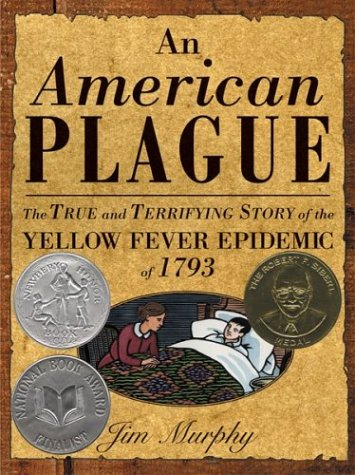 An
American
PLAGUE
The TRUE and TERRIFYING STORY of the
YELLOW FEVER EPIDEMIC
of 1793
NEWBERY HONOR
BOOK
THE ROBERT F. SIBERT
MEDAL
NATIONAL BOOK AWARD
FINALIST
Jim Murphy